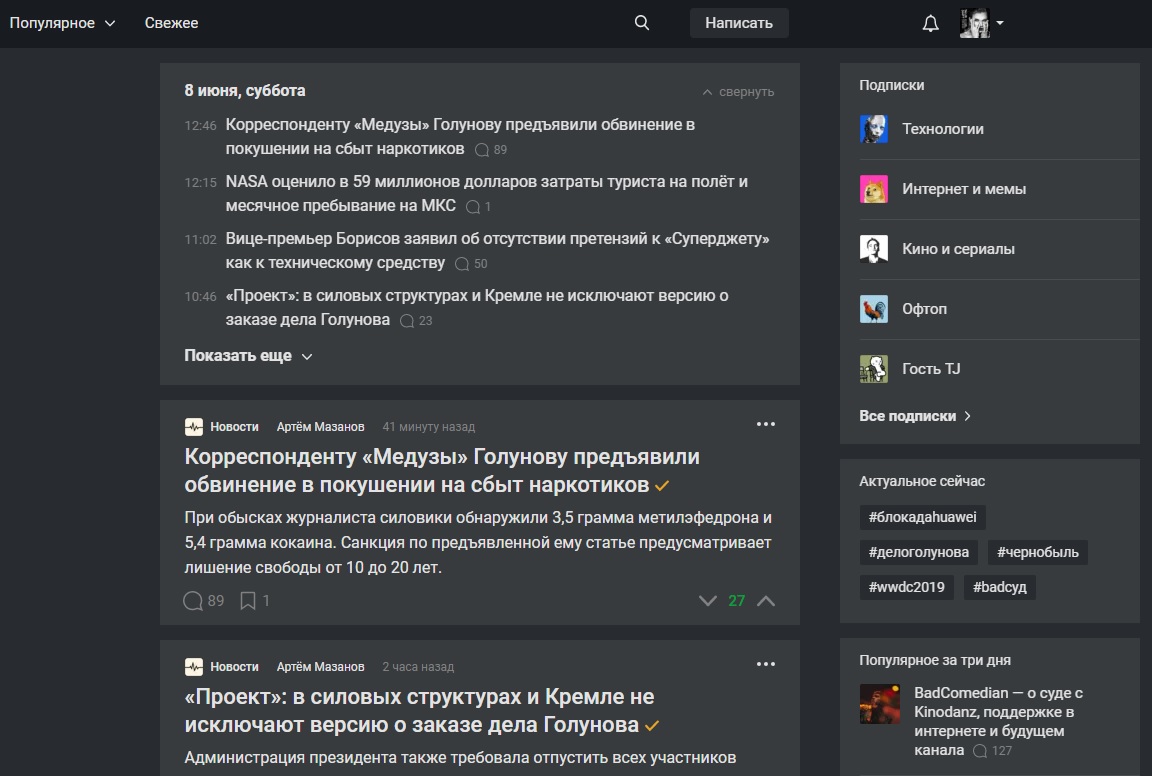 Популярное
Свежее
Написать
8 июня, суббота
свернуть
12:46 Корреспонденту «Медузы» Голунову предъявили обвинение в
покушении на сбыт наркотиков 89
12:15 NASA оценило в 59 миллионов долларов затраты туриста на полёт и
месячное пребывание на МКС 1
11:02 Вице-премьер Борисов заявил об отсутствии претензий к «Суперджету»
как к техническому средству 50
10:46 «Проект»: в силовых структурах и Кремле не исключают версию о
заказе дела Голунова 23
Показать еще
Новости Артём Мазанов 41 минуту назад
Корреспонденту «Медузы» Голунову предъявили
обвинение в покушении на сбыт наркотиков
При обысках журналиста силовики обнаружили 3,5 грамма метилэфедрона и
5,4 грамма кокаина. Санкция по предъявленной ему статье предусматривает
лишение свободы от 10 до 20 лет.
89 1 27
Новости Артём Мазанов 2 часа назад
«Проект»: в силовых структурах и Кремле не
исключают версию о заказе дела Голунова
Администрация президента также требовала отпустить всех участников
Подписки
Технологии
Интернет и мемы
Кино и сериалы
Офтоп
Гость TJ
Все подписки
Актуальное сейчас
#блокадаhuawei
#делоголунова #чернобыль
#wwdc2019 #badсуд
Популярное за три дня
BadComedian — о суде с
Kinodanz, поддержке в
интернете и будущем
канала 127